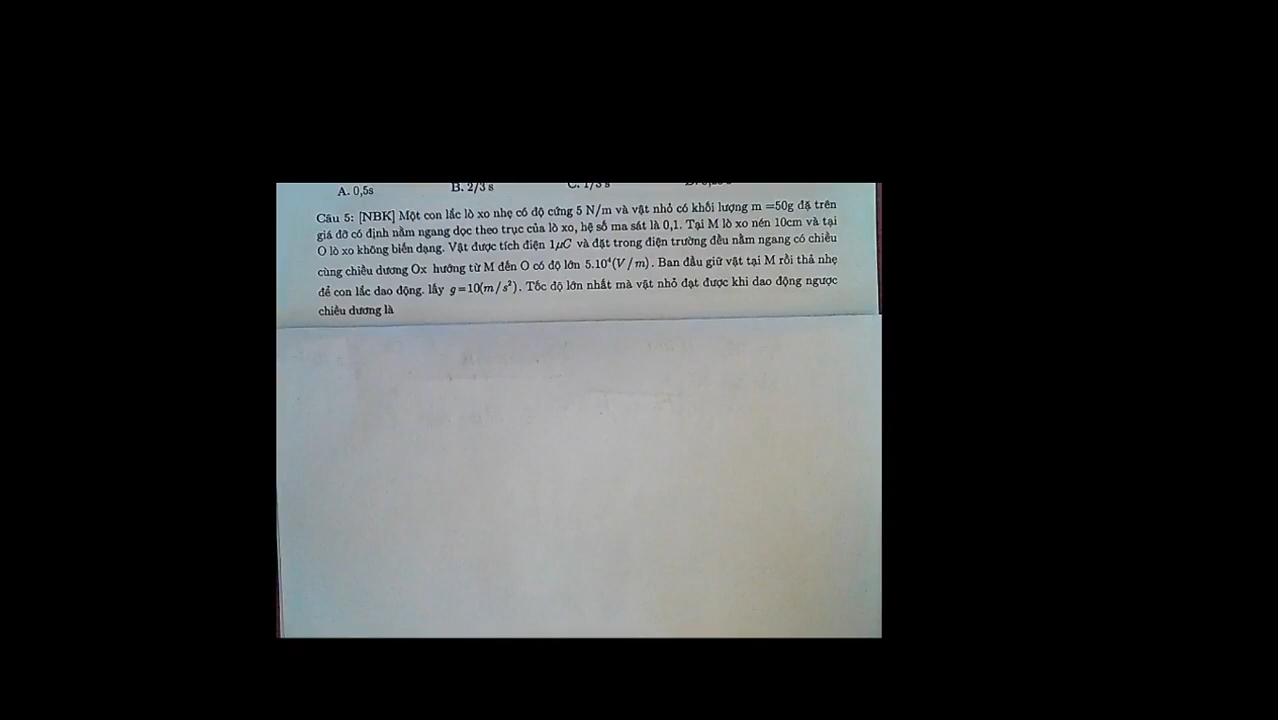 A. 0,5s B. 2/3 s C. 1/3 s
Câu 5: [NBK] Một con lắc lò xo nhẹ có độ cứng 5 N/m và vật nhỏ có khối lượng m =50g đặ trên
giá đỡ cố định nằm ngang dọc theo trục của lò xo, hệ số ma sát là 0,1. Tại M lò xo nén 10cm và tại
O lò xo không biến dạng. Vật được tích điện 1μC và đặt trong điện trường đều nằm ngang có chiều
cùng chiều dương Ox hướng từ M đến O có độ lớn 5.10⁴(V/m). Ban đầu giữ vật tại M rồi thả nhẹ
để con lắc dao động. lấy g=10(m/s²). Tốc độ lớn nhất mà vật nhỏ đạt được khi dao động ngược
chiều dương là